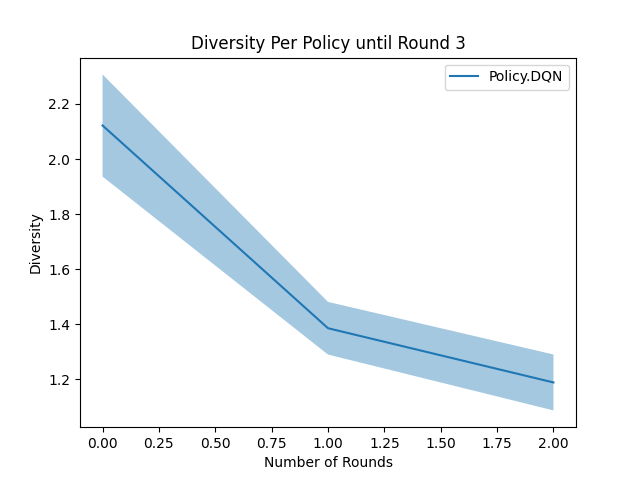 Diversity Per Policy until Round 3
Policy.DQN
Diversity
2.2
2.0
1.8
1.6
1.4
1.2
0.00 0.25 0.50 0.75 1.00 1.25 1.50 1.75 2.00
Number of Rounds